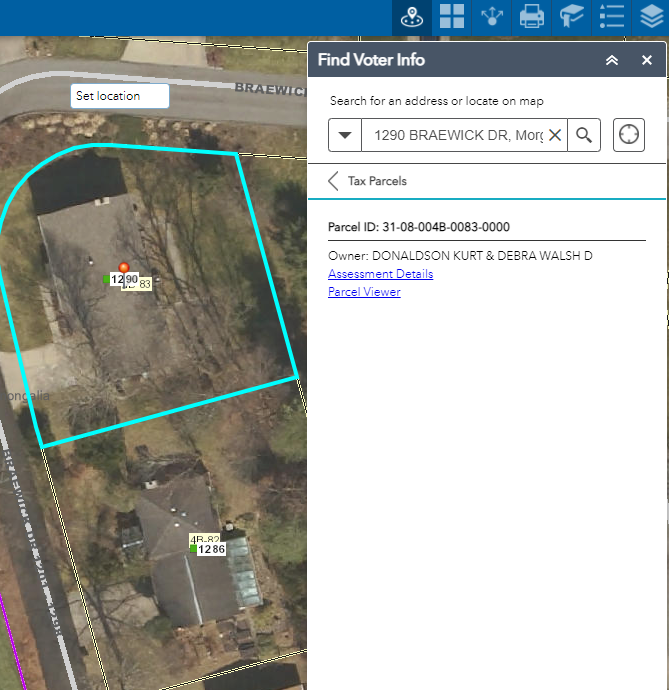 Find Voter Info
Search for an address or locate on map
1290 BRAEWICK DR, Morg
Tax Parcels
Parcel ID: 31-08-004B-0083-0000
Owner: DONALDSON KURT & DEBRA WALSH D
Assessment Details
Parcel Viewer
Set location
BRAEWICK
1290
83
ongalia
4B-82
1286